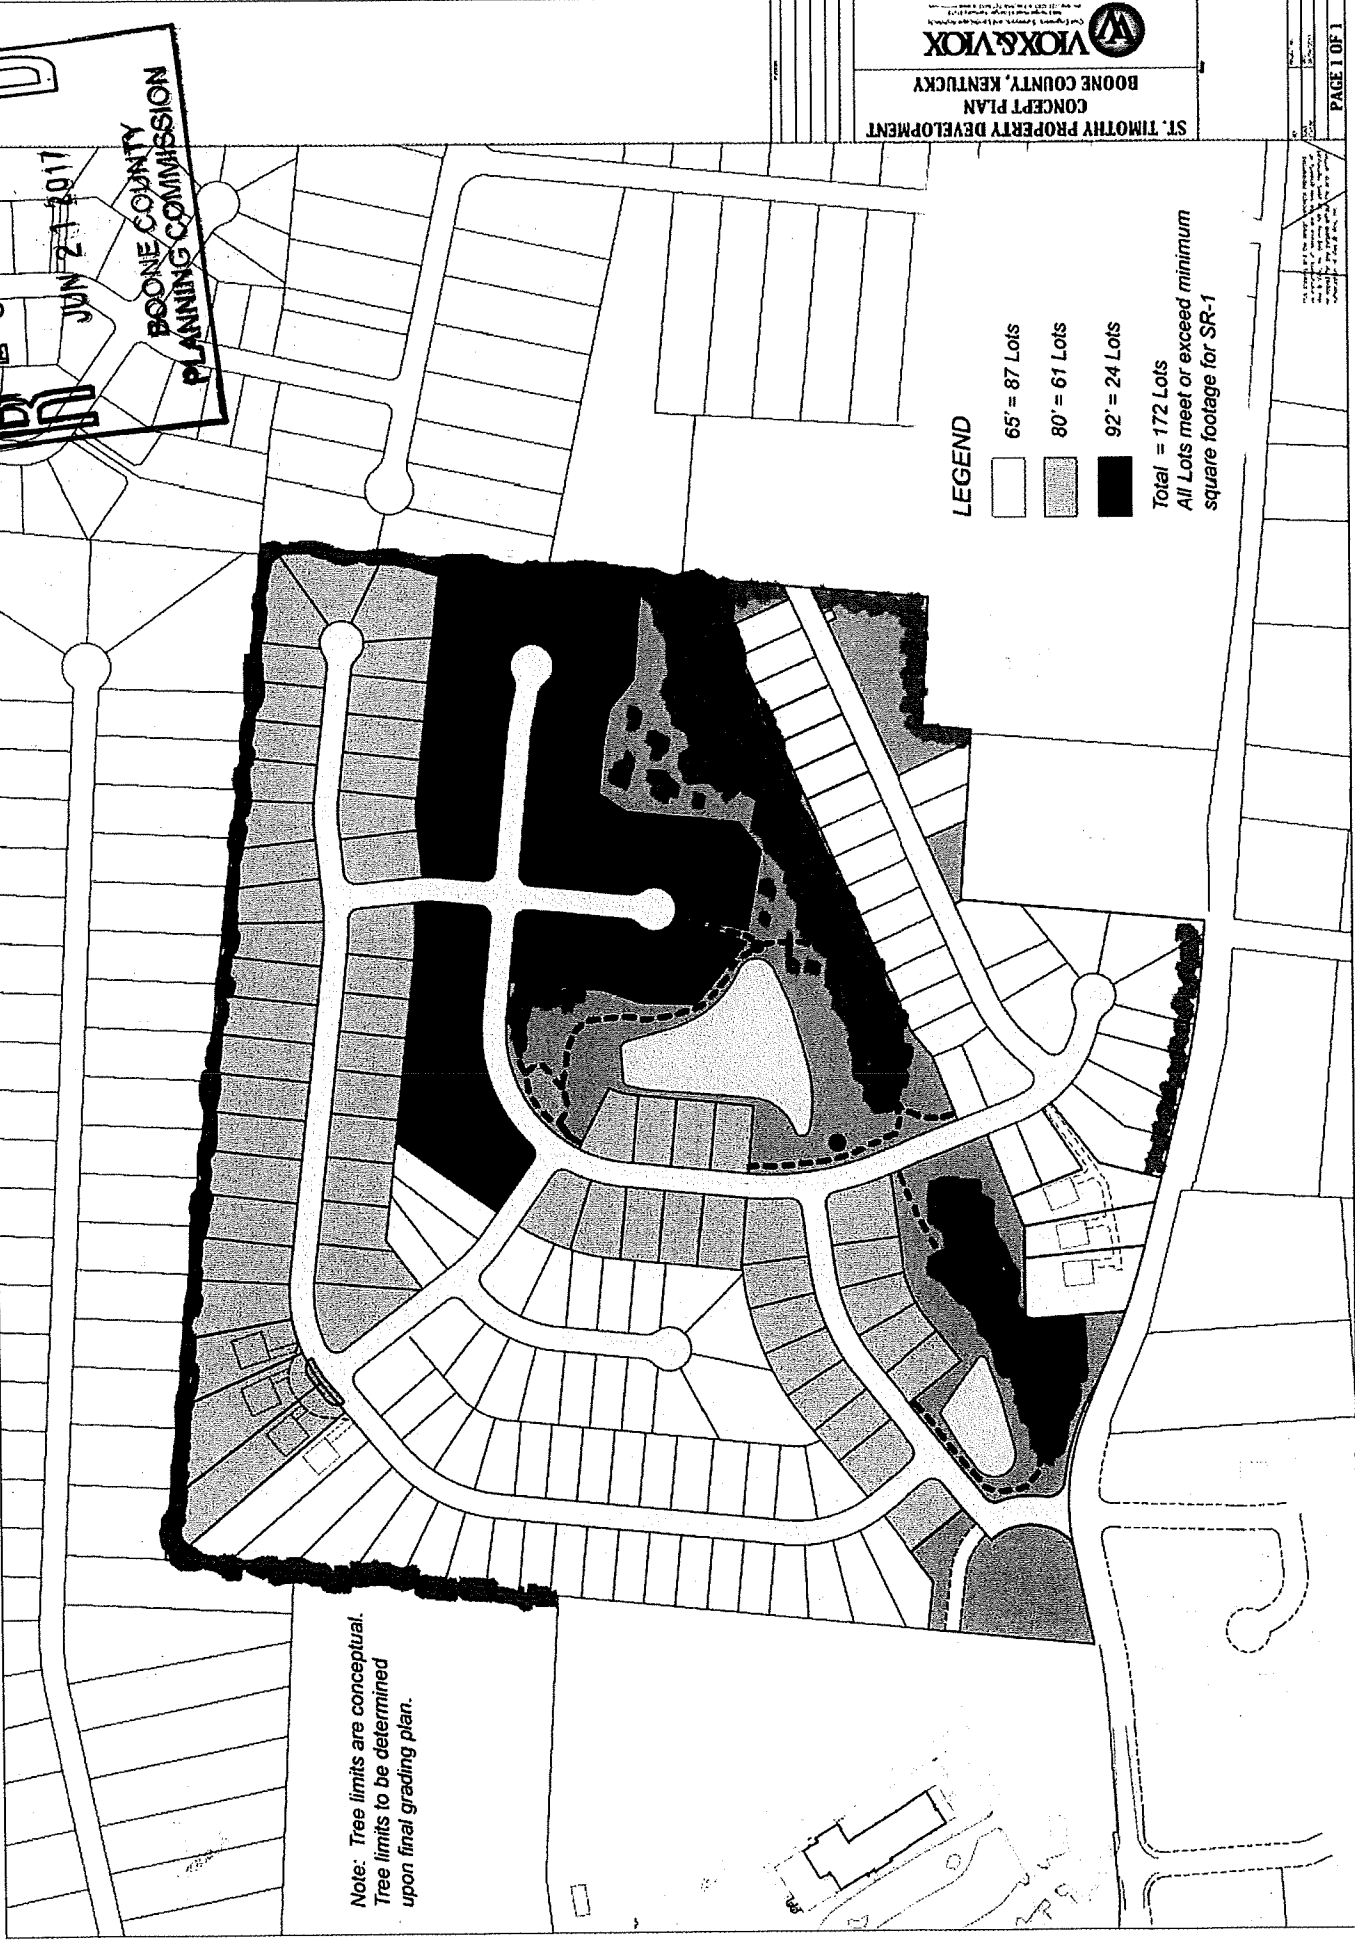 JUN 21 2017
BOONE COUNTY
PLANNING COMMISSION
VIOX & VIOX
ST. TIMOTHY PROPERTY DEVELOPMENT
CONCEPT PLAN
BOONE COUNTY, KENTUCKY
PAGE 1 OF 1
LEGEND
65' = 87 Lots
80' = 61 Lots
92' = 24 Lots
Total = 172 Lots
All Lots meet or exceed minimum
square footage for SR-1
Note: Tree limits are conceptual.
Tree limits to be determined
upon final grading plan.